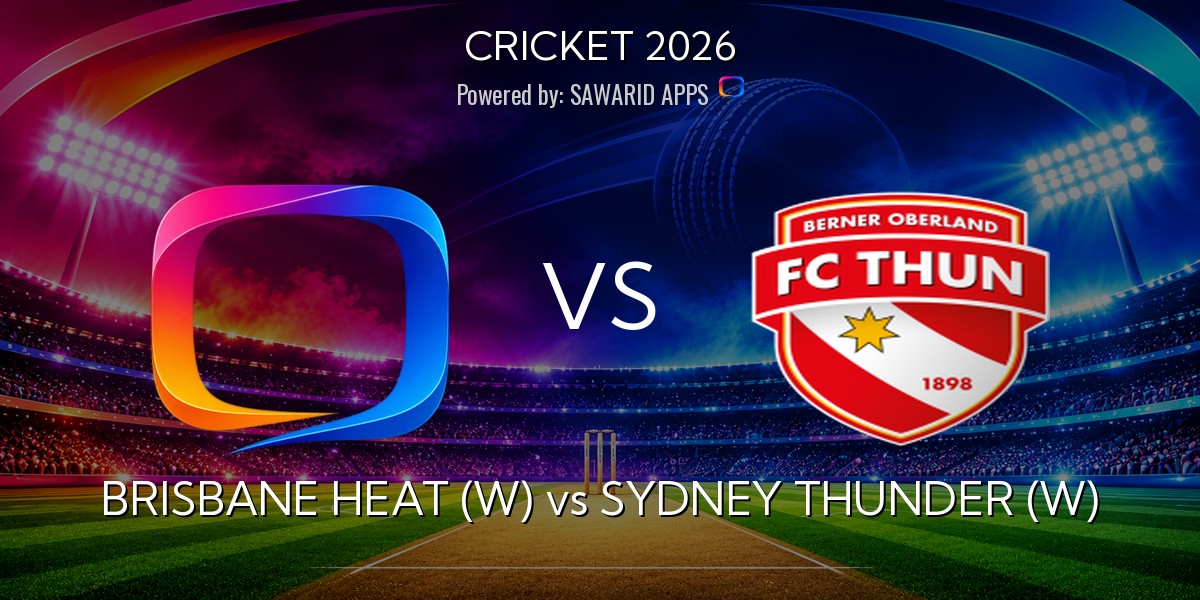 CRICKET 2026
Powered by: SAWARID APPS
BERNER OBERLAND
FC THUN
VS
1898
BRISBANE HEAT (W) vs SYDNEY THUNDER (W)